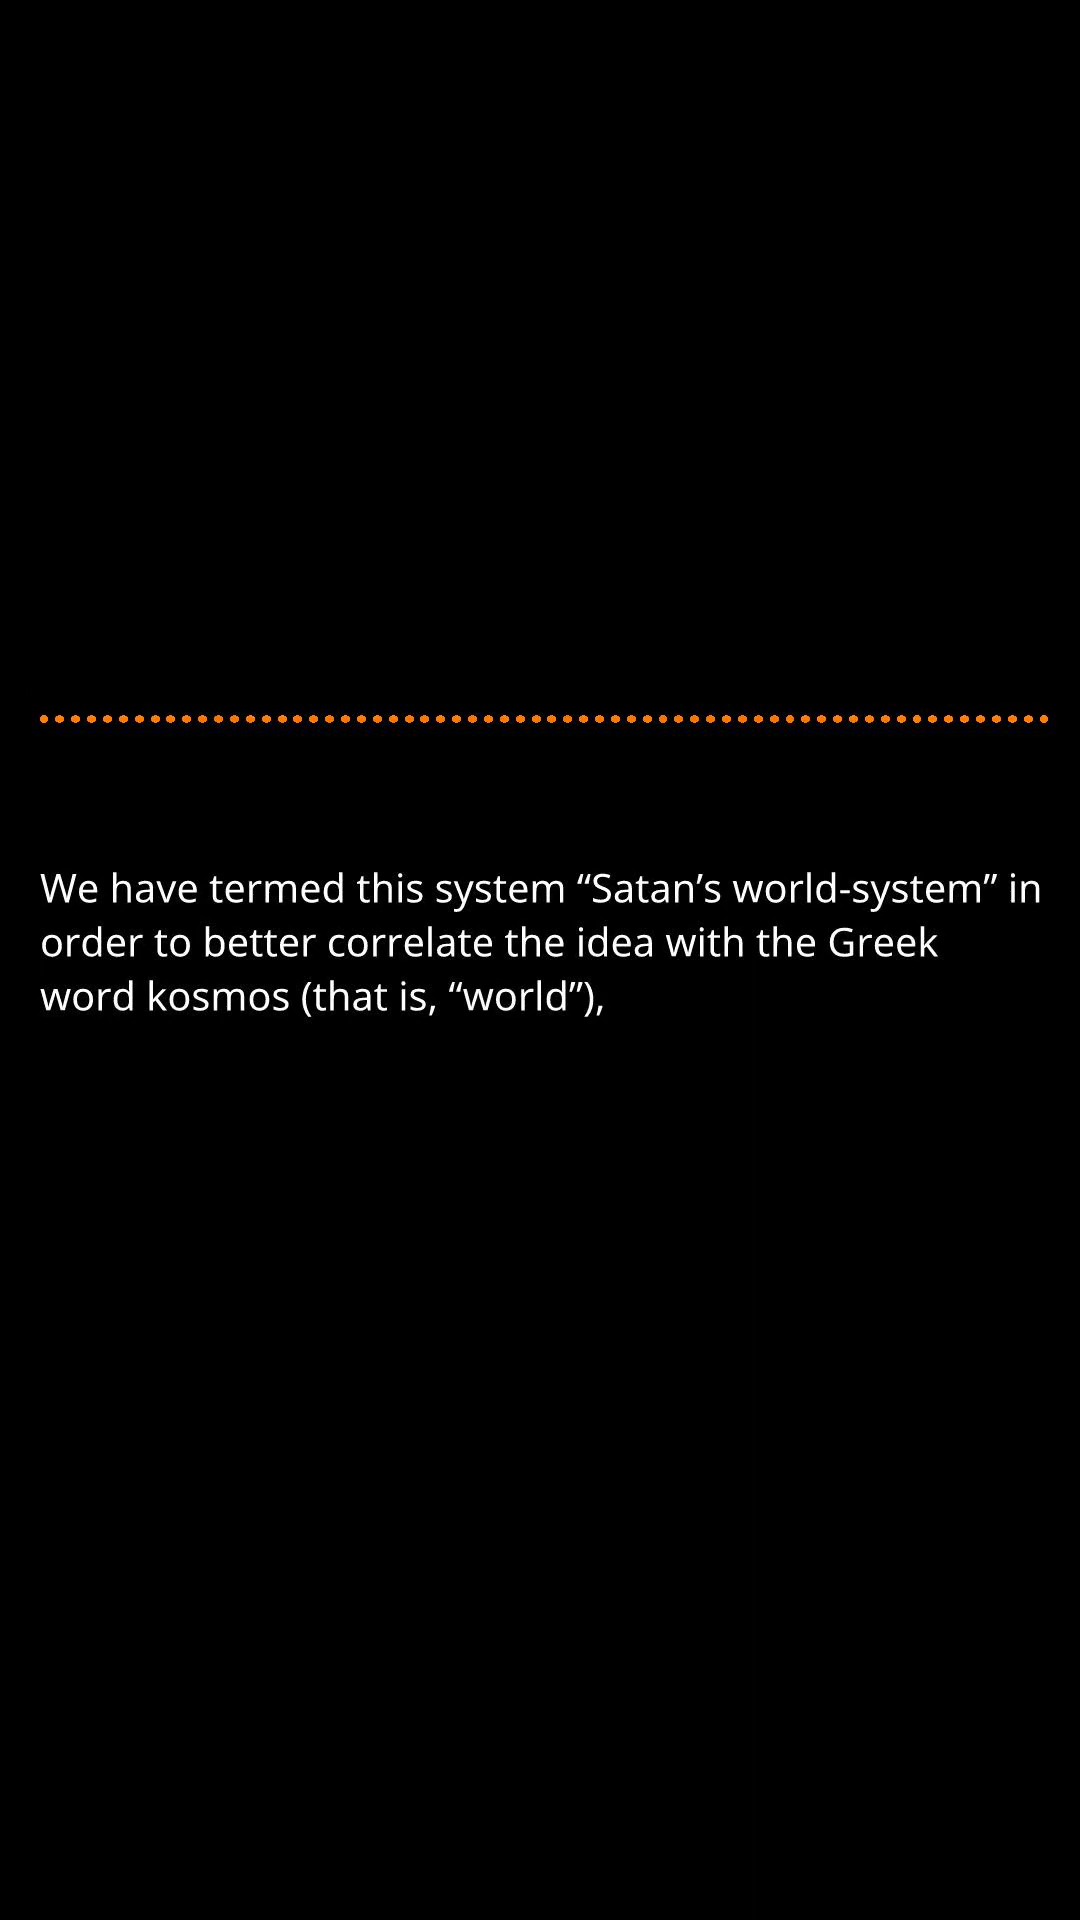 We have termed this system “Satan’s world-system” in
order to better correlate the idea with the Greek
word kosmos (that is, “world”),